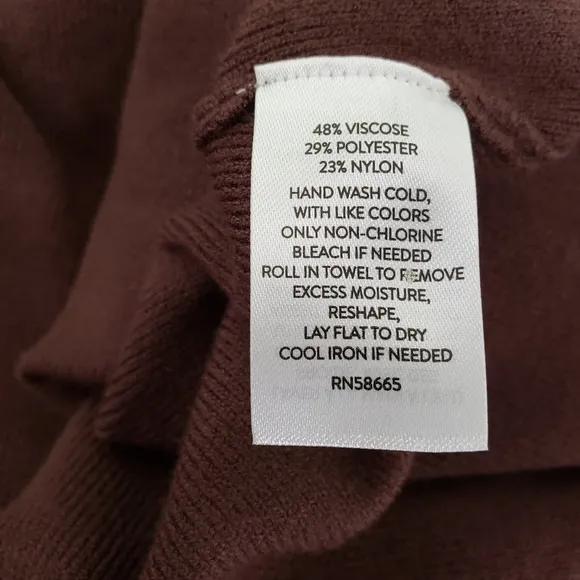 48% VISCOSE
29% POLYESTER
23% NYLON
HAND WASH COLD,
WITH LIKE COLORS
ONLY NON-CHLORINE
BLEACH IF NEEDED
ROLL IN TOWEL TO REMOVE
EXCESS MOISTURE,
RESHAPE,
LAY FLAT TO DRY
COOL IRON IF NEEDED
RN58665